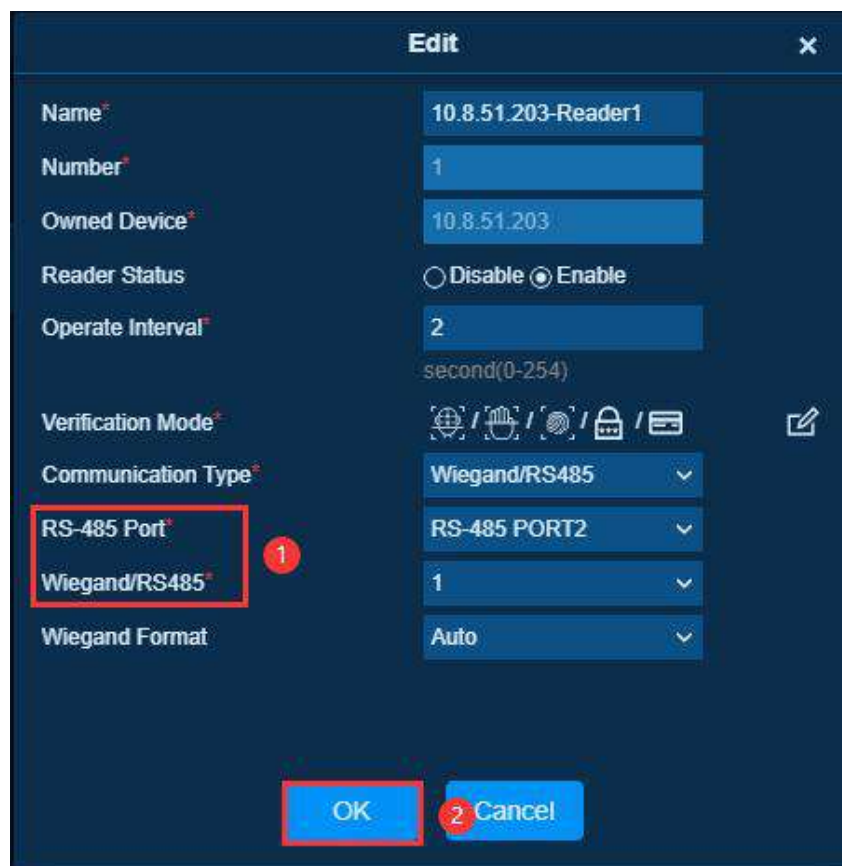 Edit ×
Name* 10.8.51.203-Reader1
Number* 1
Owned Device* 10.8.51.203
Reader Status Disable Enable
Operate Interval* 2
second(0-254)
Verification Mode* / / / /
Communication Type* Wiegand/RS485
RS-485 Port* RS-485 PORT2
1
Wiegand/RS485* 1
Wiegand Format Auto
OK 2 Cancel